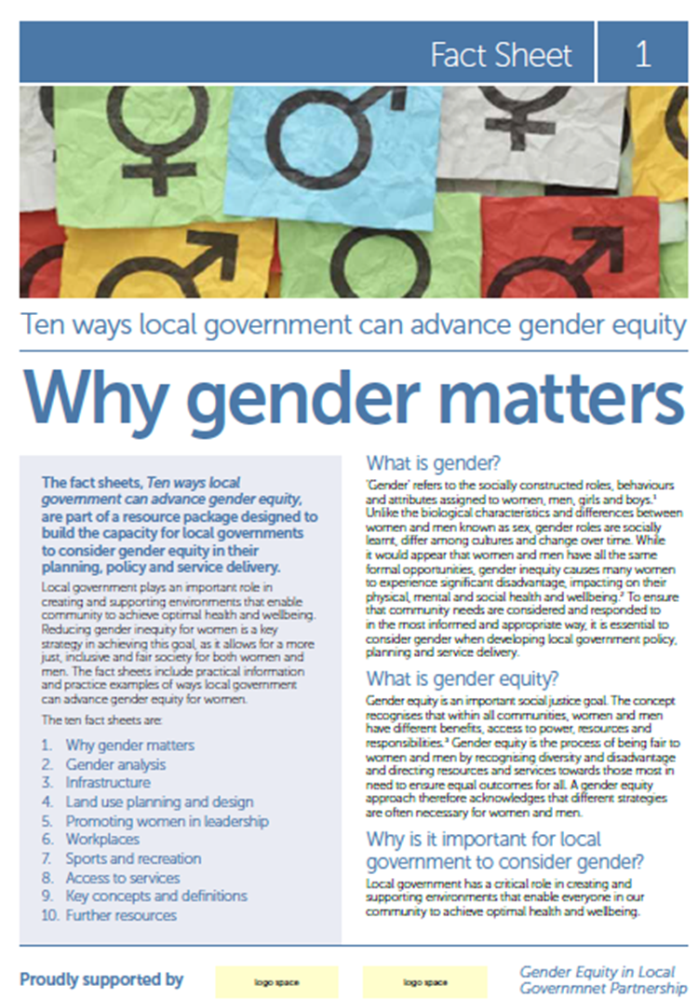 Fact Sheet 1
Ten ways local government can advance gender equity
Why gender matters
The fact sheets, Ten ways local
government can advance gender equity,
are part of a resource package designed to
build the capacity for local governments
to consider gender equity in their
planning, policy and service delivery.
Local government plays an important role in
creating and supporting environments that enable
community to achieve optimal health and wellbeing.
Reducing gender inequity for women is a key
strategy in achieving this goal, as it allows for a more
just, inclusive and fair society for both women and
men. The fact sheets include practical information
and practice examples of ways local government
can advance gender equity for women.
The ten fact sheets are:
1. Why gender matters
2. Gender analysis
3. Infrastructure
4. Land use planning and design
5. Promoting women in leadership
6. Workplaces
7. Sports and recreation
8. Access to services
9. Key concepts and definitions
10. Further resources
What is gender?
'Gender' refers to the socially constructed roles, behaviours
and attributes assigned to women, men, girls and boys.¹
Unlike the biological characteristics and differences between
women and men known as sex, gender roles are socially
learnt, differ among cultures and change over time. While
it would appear that women and men have all the same
formal opportunities, gender inequity causes many women
to experience significant disadvantage, impacting on their
physical, mental and social health and wellbeing.² To ensure
that community needs are considered and responded to
in the most informed and appropriate way, it is essential to
consider gender when developing local government policy,
planning and service delivery.
What is gender equity?
Gender equity is an important social justice goal. The concept
recognises that within all communities, women and men
have different benefits, access to power, resources and
responsibilities.³ Gender equity is the process of being fair to
women and men by recognising diversity and disadvantage
and directing resources and services towards those most in
need to ensure equal outcomes for all. A gender equity
approach therefore acknowledges that different strategies
are often necessary for women and men.
Why is it important for local
government to consider gender?
Local government has a critical role in creating and
supporting environments that enable everyone in our
community to achieve optimal health and wellbeing.
Proudly supported by
logo space
logo space
Gender Equity in Local
Governmnet Partnership